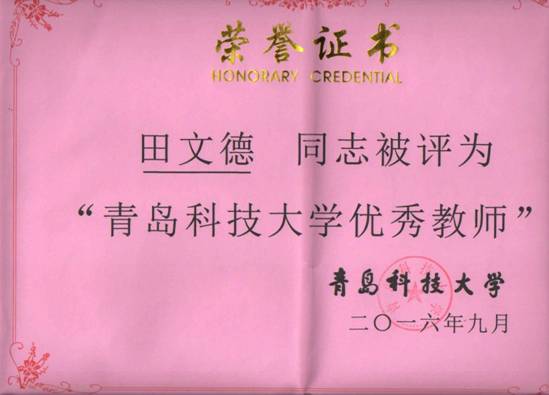 荣誉证书
HONORARY CREDENTIAL
田文德 同志被评为
“青岛科技大学优秀教师”
青岛科技大学
二〇一六年九月